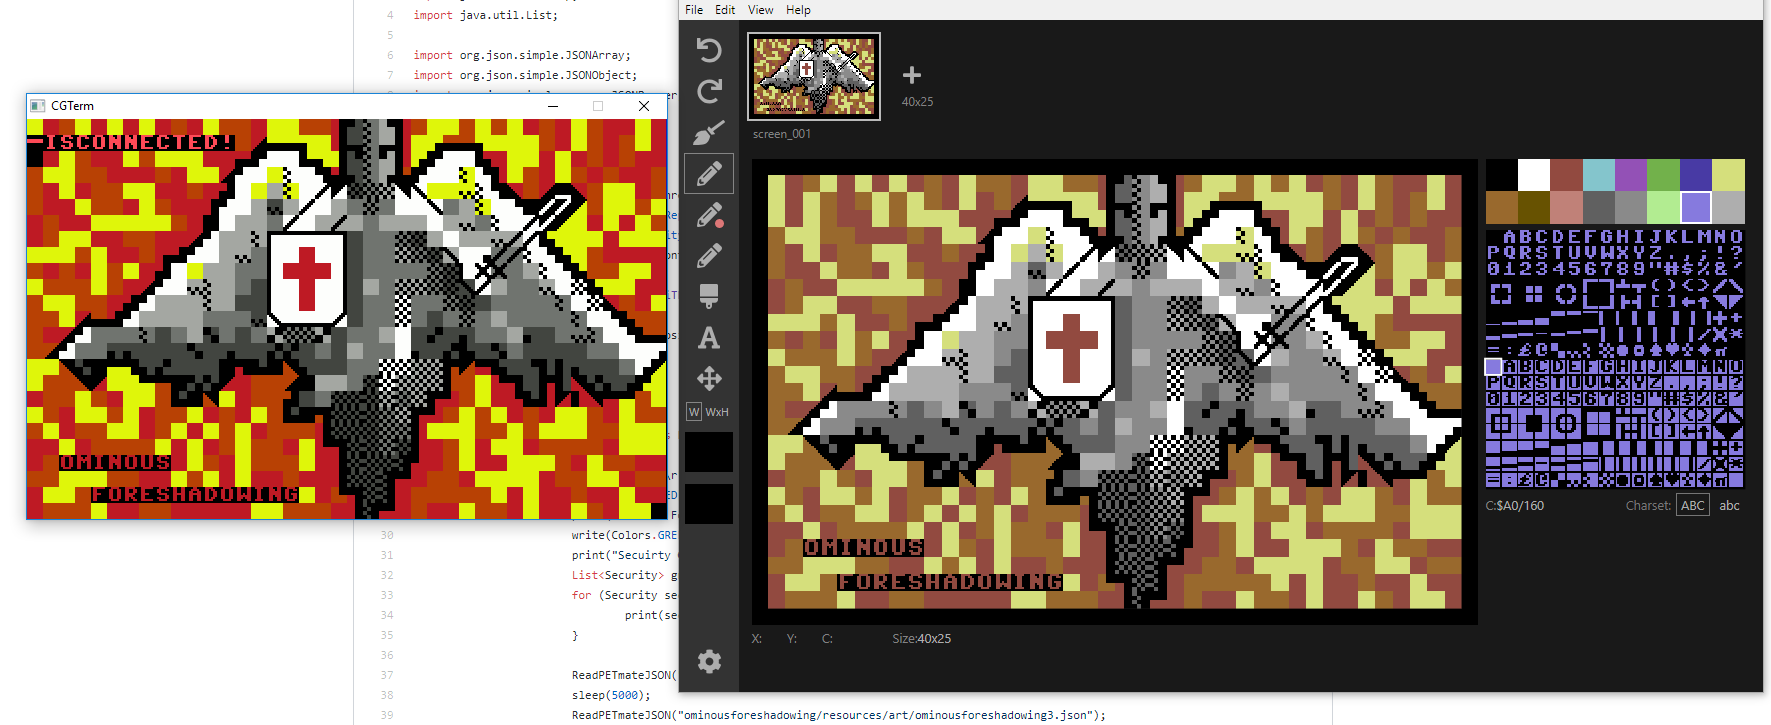 4 import java.util.List;
5
6 import org.json.simple.JSONArray;
7 import org.json.simple.JSONObject;
CGTerm
ISCONNECTED!
OMINOUS
FORESHADOWING
30 write(Colors.GRE
31 print("Secuirty
32 List<Security> g
33 for (Security se
34 print(se
35 }
36
37 ReadPETmateJSON(
38 sleep(5000);
39 ReadPETmateJSON("ominousforeshadowing/resources/art/ominousforeshadowing3.json");
File Edit View Help
40x25
screen_001
W WxH
OMINOUS
FORESHADOWING
X: Y: C: Size:40x25
ABCDEFGHIJKLMNO
PQRSTUVWXYZ.,;!?
0123456789"#$%&'
ABCDEFGHIJKLMNO
PQRSTUVWXYZ.,;!?
0123456789"#$%&'
C:$A0/160 Charset: ABC abc